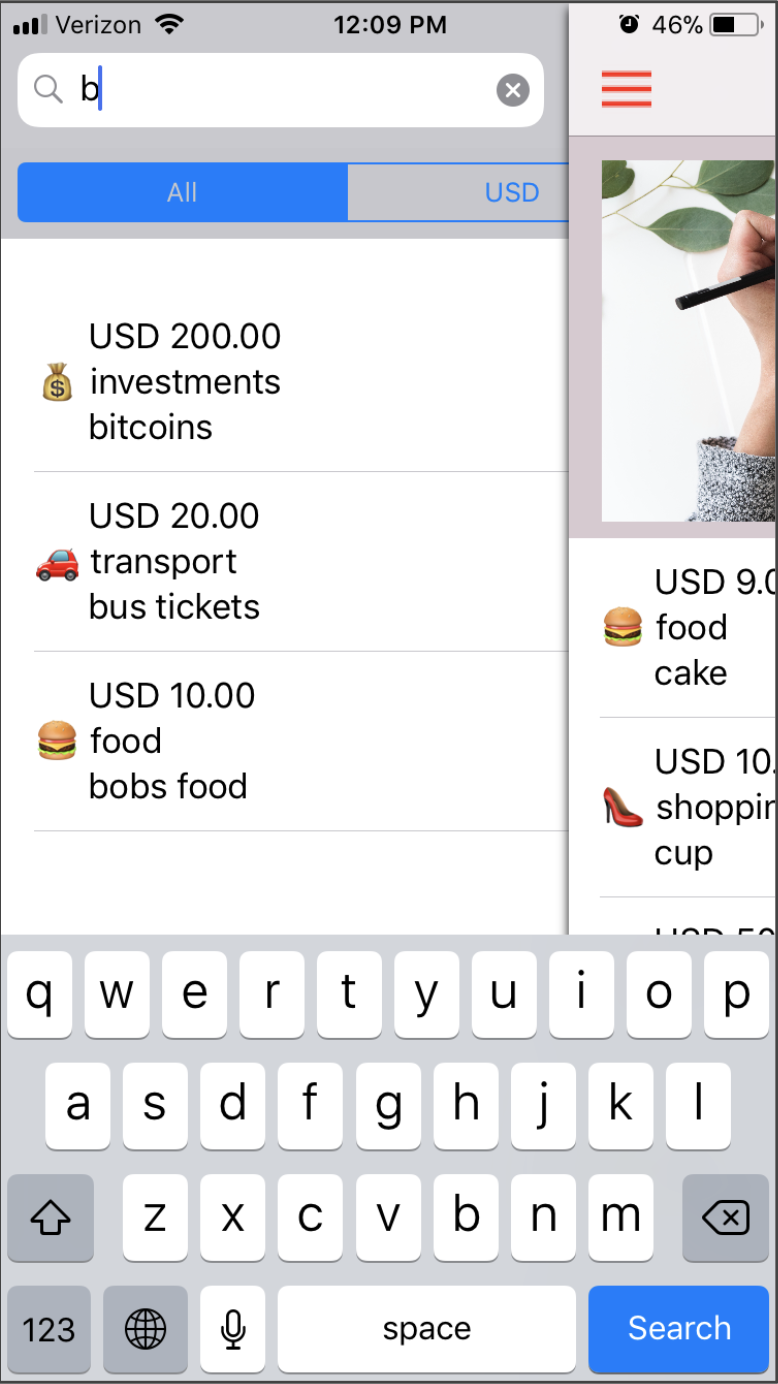 Verizon 12:09 PM 46%
b
All USD
USD 200.00
investments
bitcoins
USD 20.00
transport
bus tickets
USD 10.00
food
bobs food
USD 9.0
food
cake
USD 10.
shoppin
cup
q w e r t y u i o p
a s d f g h j k l
z x c v b n m
123 space Search